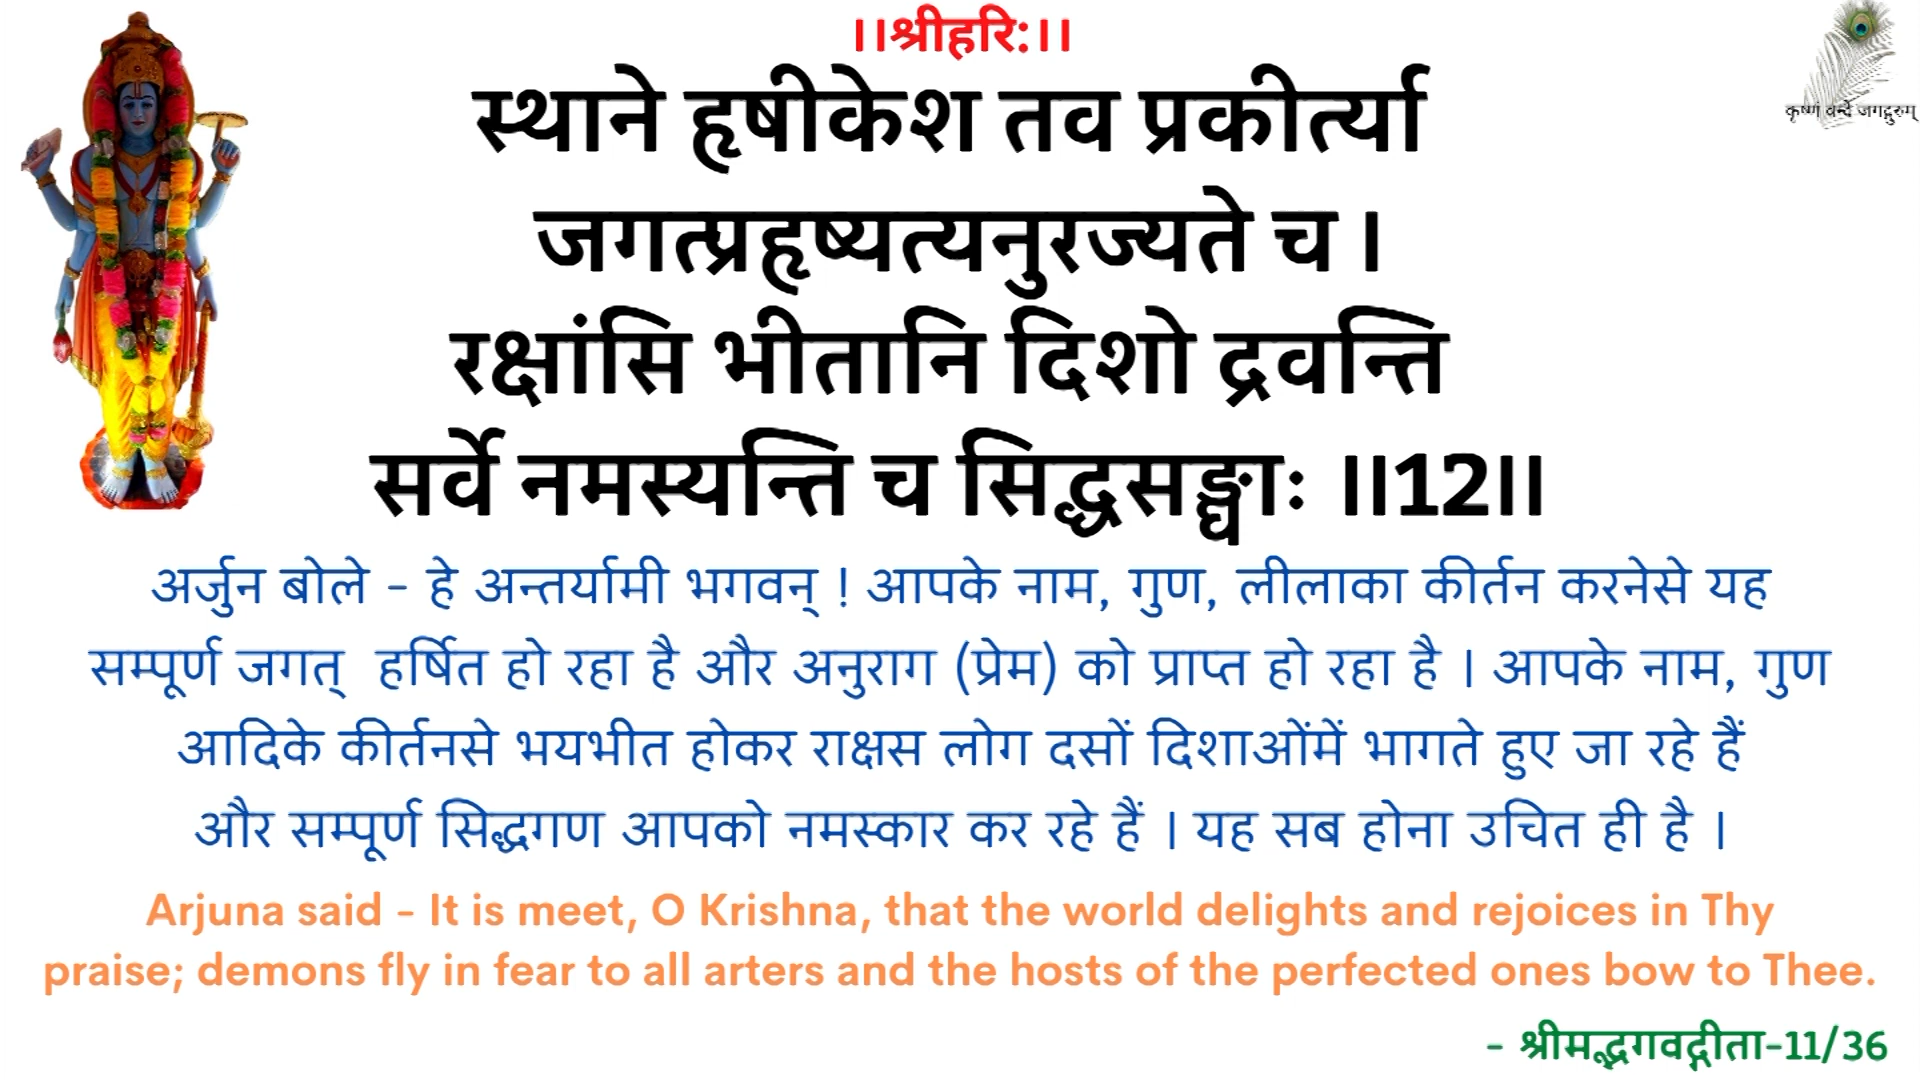 ।।श्रीहरि:।।
कृष्णं वन्दे जगद्गुरुम्
स्थाने हृषीकेश तव प्रकीर्त्या
जगत्प्रहृष्यत्यनुरज्यते च ।
रक्षांसि भीतानि दिशो द्रवन्ति
सर्वे नमस्यन्ति च सिद्धसङ्घाः ।।12।।
अर्जुन बोले - हे अन्तर्यामी भगवन् ! आपके नाम, गुण, लीलाका कीर्तन करनेसे यह
सम्पूर्ण जगत् हर्षित हो रहा है और अनुराग (प्रेम) को प्राप्त हो रहा है । आपके नाम, गुण
आदिके कीर्तनसे भयभीत होकर राक्षस लोग दसों दिशाओंमें भागते हुए जा रहे हैं
और सम्पूर्ण सिद्धगण आपको नमस्कार कर रहे हैं । यह सब होना उचित ही है ।
Arjuna said - It is meet, O Krishna, that the world delights and rejoices in Thy
praise; demons fly in fear to all arters and the hosts of the perfected ones bow to Thee.
- श्रीमद्भगवद्गीता-11/36